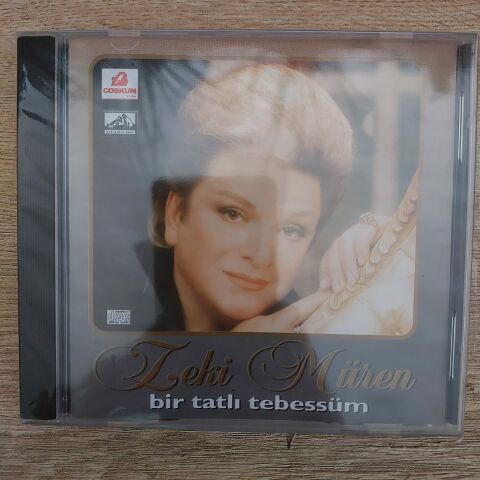 COŞKUN
Zeki Müren
bir tatlı tebessüm